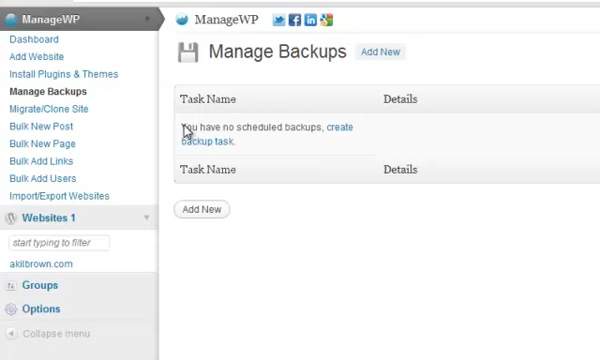 ManageWP
Dashboard
Add Website
Install Plugins & Themes
Manage Backups
Migrate/Clone Site
Bulk New Post
Bulk New Page
Bulk Add Links
Bulk Add Users
Import/Export Websites
Websites 1
start typing to filter
akilbrown.com
Groups
Options
Collapse menu
ManageWP
Manage Backups Add New
Task Name Details
You have no scheduled backups, create
backup task.
Task Name Details
Add New